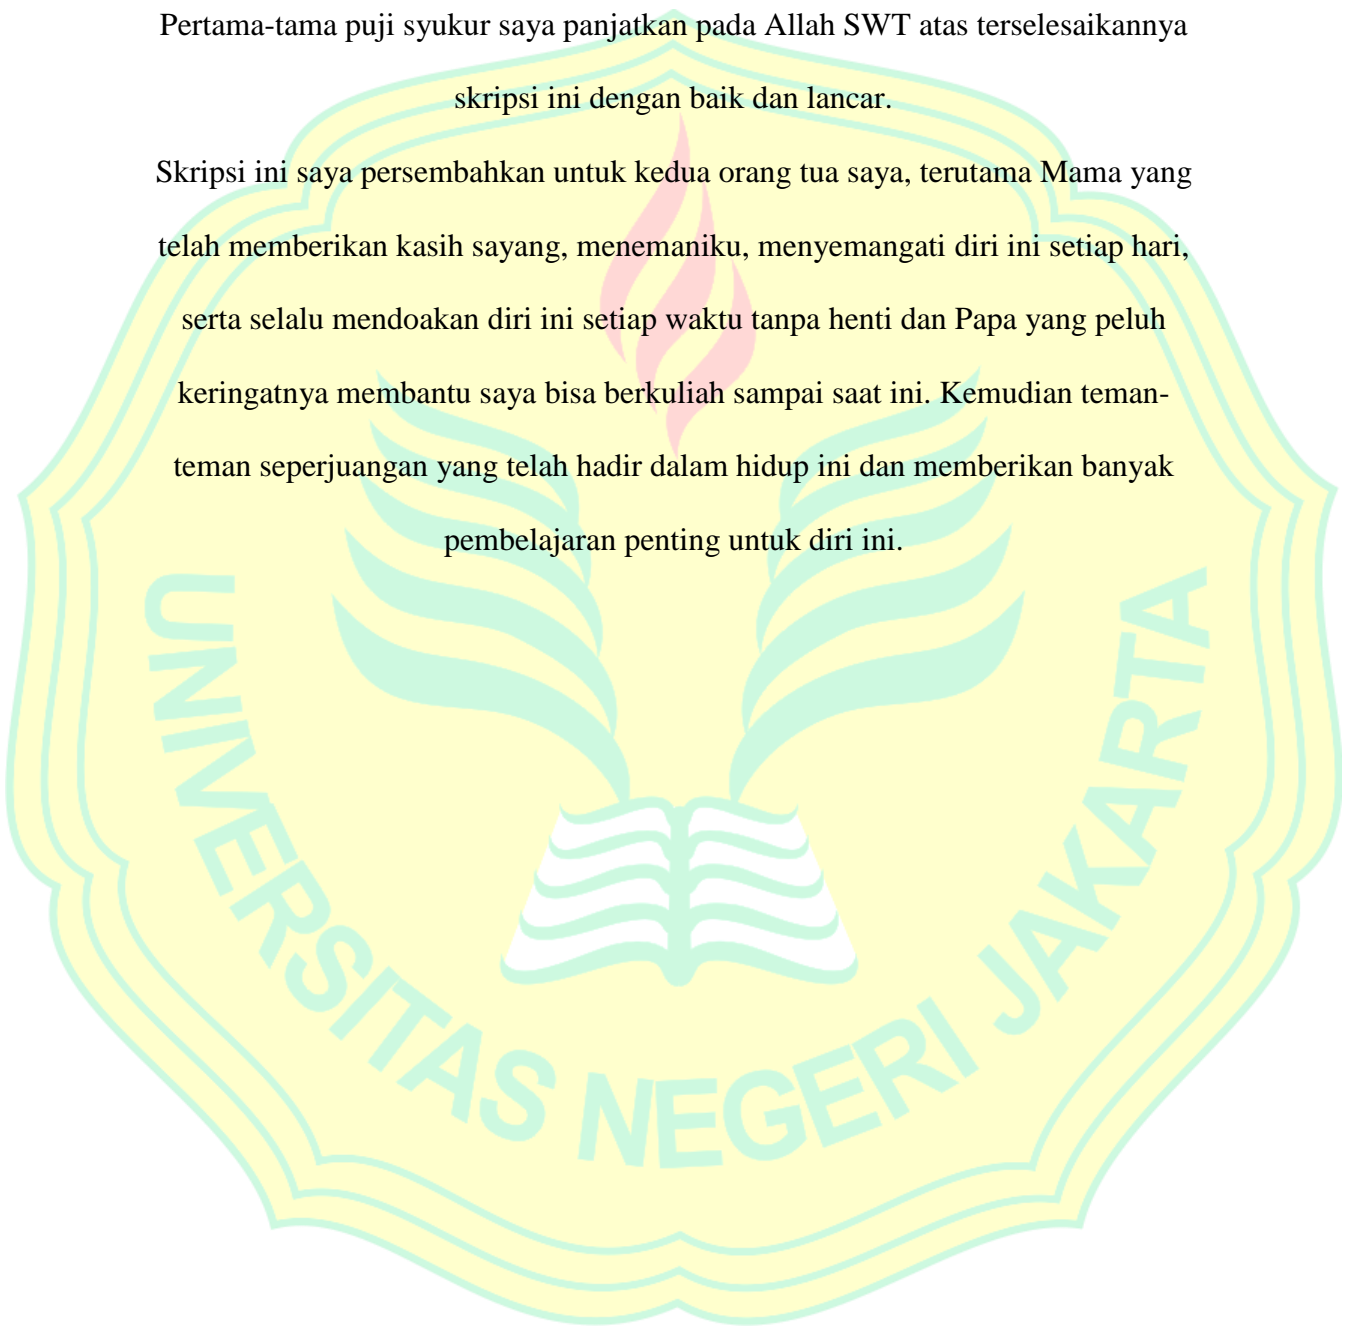 Pertama-tama puji syukur saya panjatkan pada Allah SWT atas terselesaikannya
skripsi ini dengan baik dan lancar.
Skripsi ini saya persembahkan untuk kedua orang tua saya, terutama Mama yang
telah memberikan kasih sayang, menemaniku, menyemangati diri ini setiap hari,
serta selalu mendoakan diri ini setiap waktu tanpa henti dan Papa yang peluh
keringatnya membantu saya bisa berkuliah sampai saat ini. Kemudian teman-
teman seperjuangan yang telah hadir dalam hidup ini dan memberikan banyak
pembelajaran penting untuk diri ini.
UNIVERSITAS NEGERI JAKARTA